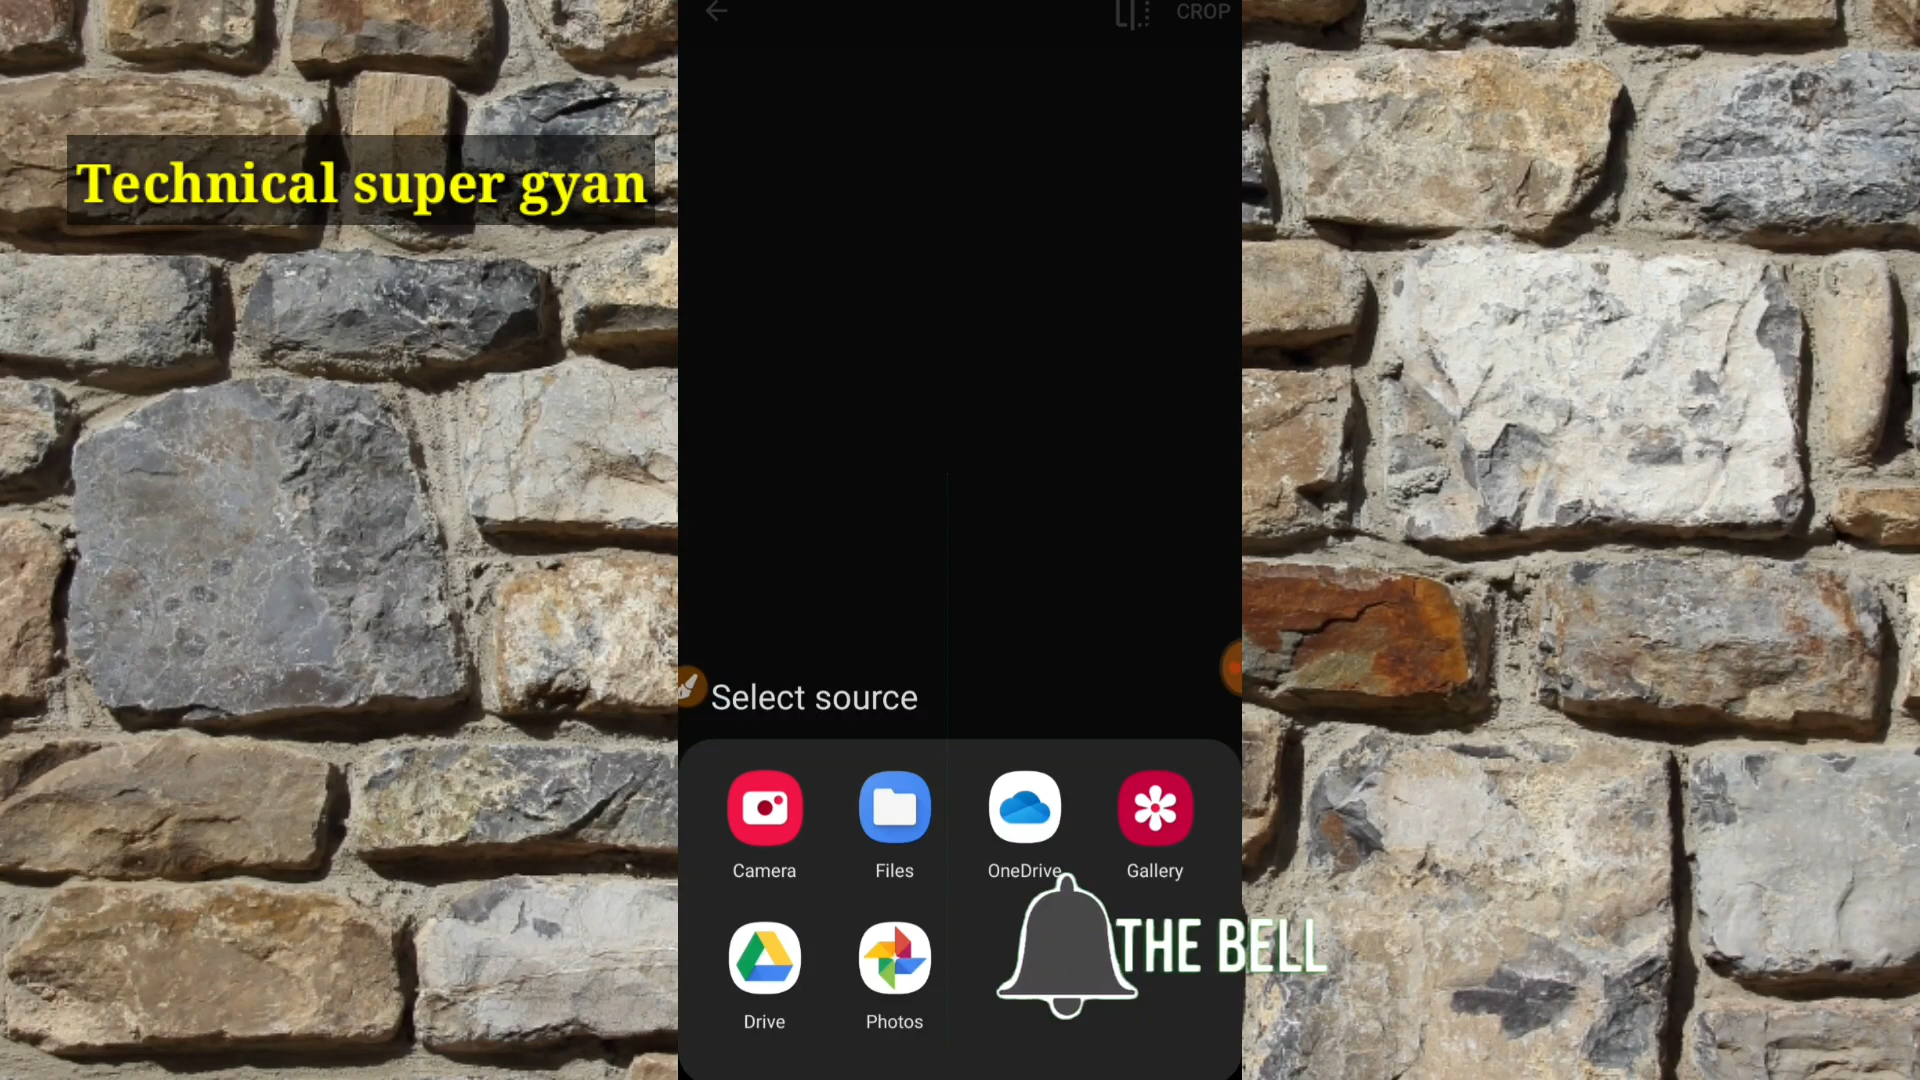 CROP
Technical super gyan
Select source
Camera
Files
OneDrive
Gallery
THE BELL
Drive
Photos